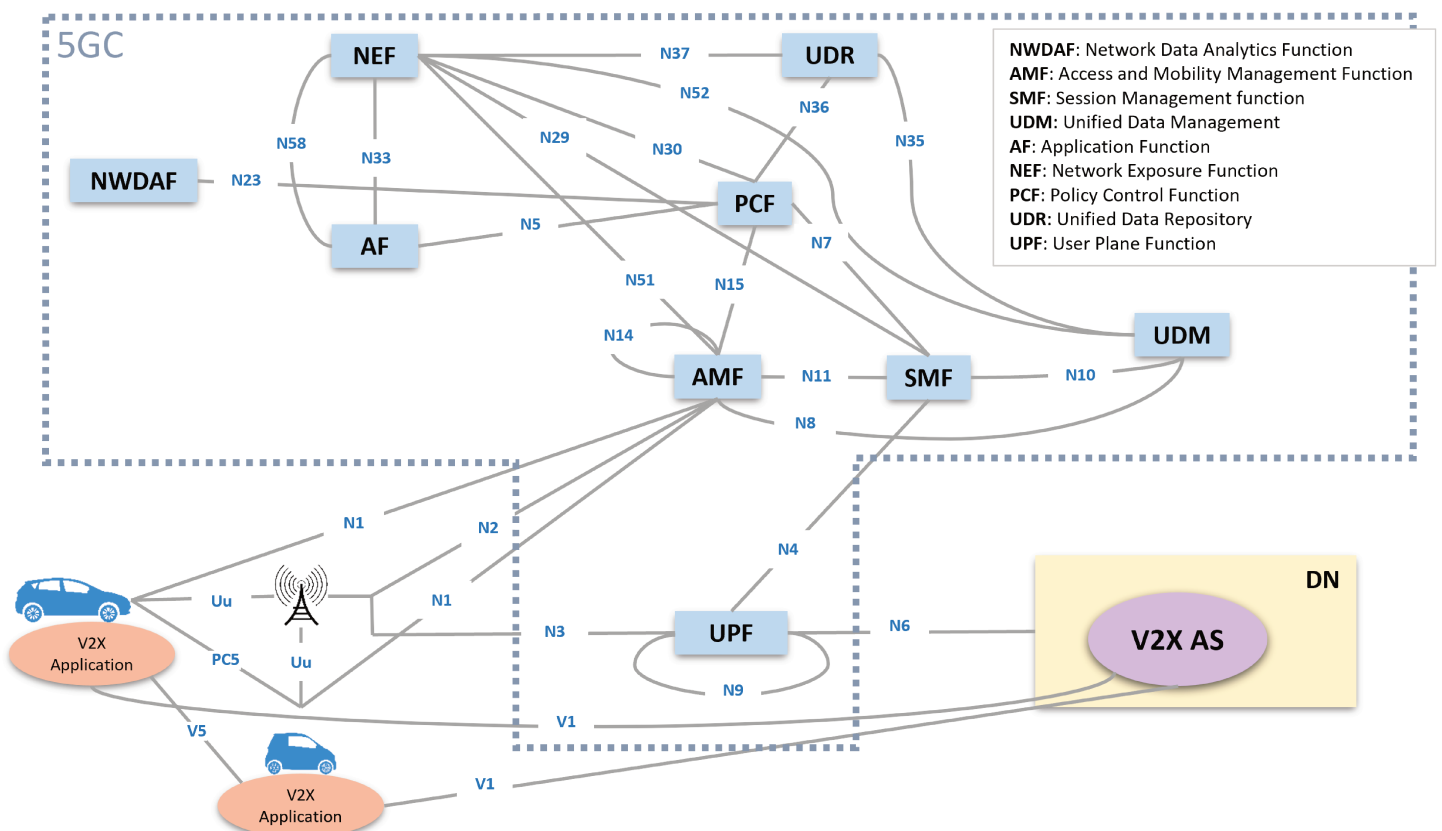 5GC
NEF
N37
UDR
NWDAF: Network Data Analytics Function
AMF: Access and Mobility Management Function
SMF: Session Management function
UDM: Unified Data Management
AF: Application Function
NEF: Network Exposure Function
PCF: Policy Control Function
UDR: Unified Data Repository
UPF: User Plane Function
N52
N36
N58
N33
N29
N30
N35
NWDAF
N23
PCF
N5
AF
N7
N51
N15
N14
UDM
AMF
N11
SMF
N10
N8
N1
N2
N4
DN
Uu
N1
V2X
Application
PC5
Uu
N3
UPF
N6
V2X AS
N9
V5
V1
V2X
Application
V1